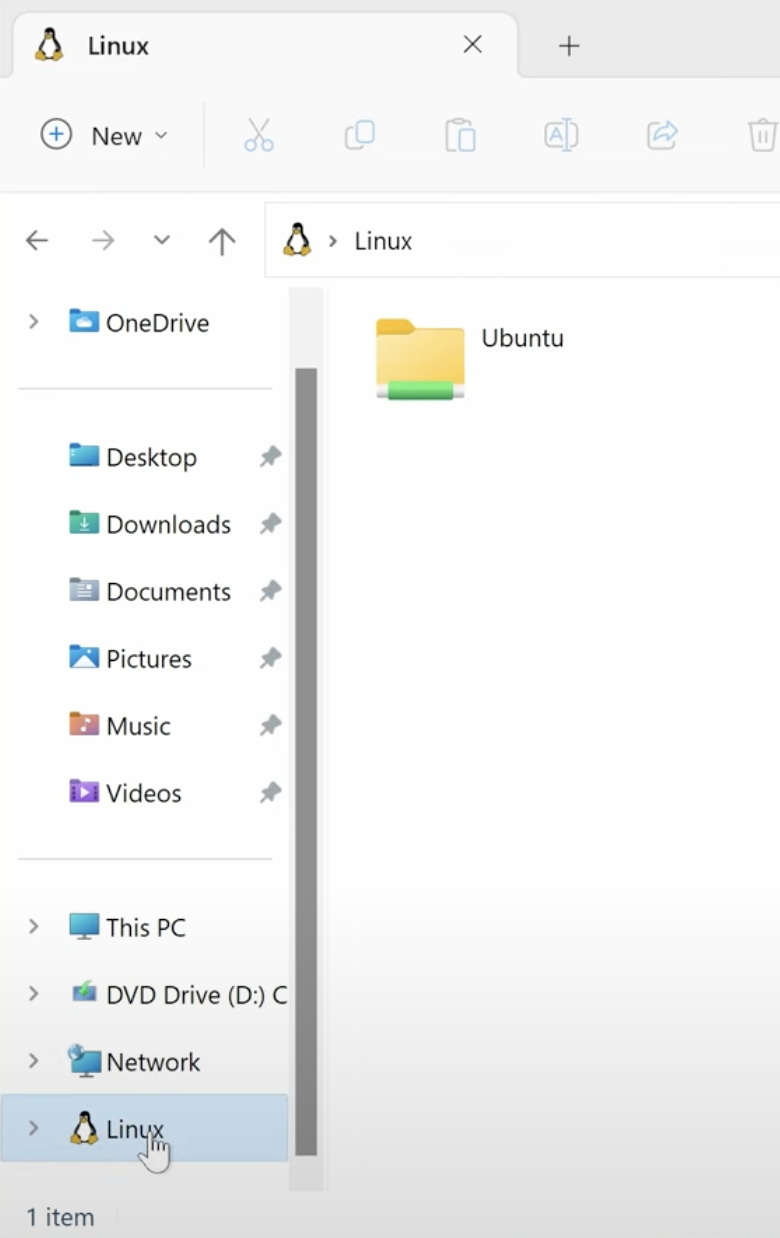 Linux
New
Linux
OneDrive
Ubuntu
Desktop
Downloads
Documents
Pictures
Music
Videos
This PC
DVD Drive (D:) C
Network
Linux
1 item